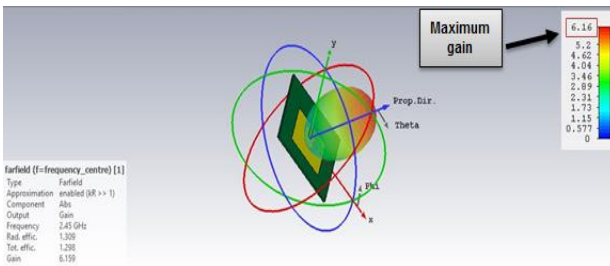 Maximum
gain
6.16
5.2
4.62
4.04
3.46
2.89
2.31
1.73
1.15
0.577
0
y
Prop.Dir.
Theta
Phi
x
farfield (f=frequency_centre) [1]
Type Farfield
Approximation enabled (kR >> 1)
Component Abs
Output Gain
Frequency 2.45 GHz
Rad. effic. 1.309
Tot. effic. 1.298
Gain 6.159